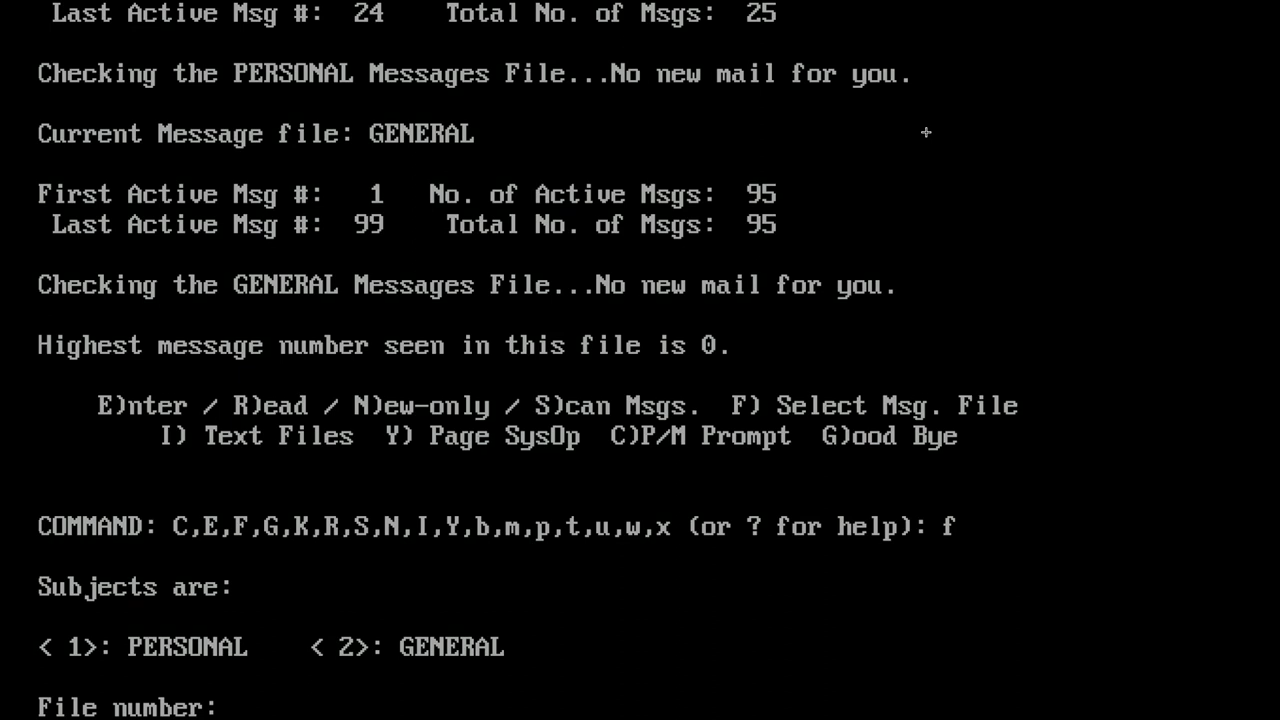 Last Active Msg #:  24    Total No. of Msgs:  25
Checking the PERSONAL Messages File...No new mail for you.
Current Message file: GENERAL
First Active Msg #:   1   No. of Active Msgs:  95
Last Active Msg #:  99    Total No. of Msgs:  95
Checking the GENERAL Messages File...No new mail for you.
Highest message number seen in this file is 0.
E)nter / R)ead / N)ew-only / S)can Msgs.  F) Select Msg. File
I) Text Files  Y) Page SysOp  C)P/M Prompt  G)ood Bye
COMMAND: C,E,F,G,K,R,S,N,I,Y,b,m,p,t,u,w,x (or ? for help): f
Subjects are:
< 1>: PERSONAL    < 2>: GENERAL
File number: